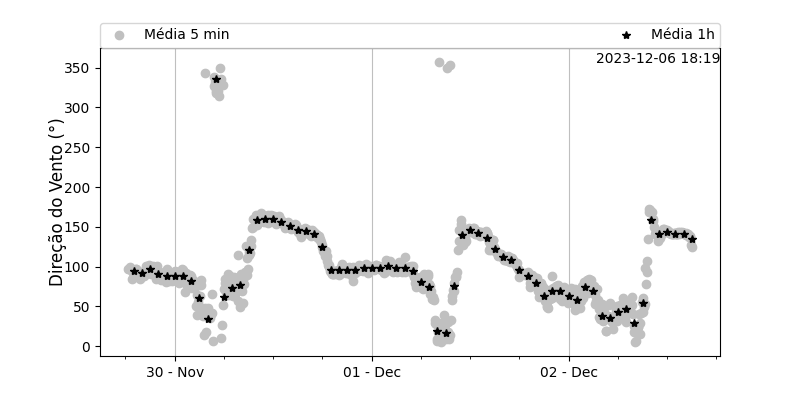 Média 5 min
Média 1h
2023-12-06 18:19
Direção do Vento (°)
350
300
250
200
150
100
50
0
30 - Nov
01 - Dec
02 - Dec